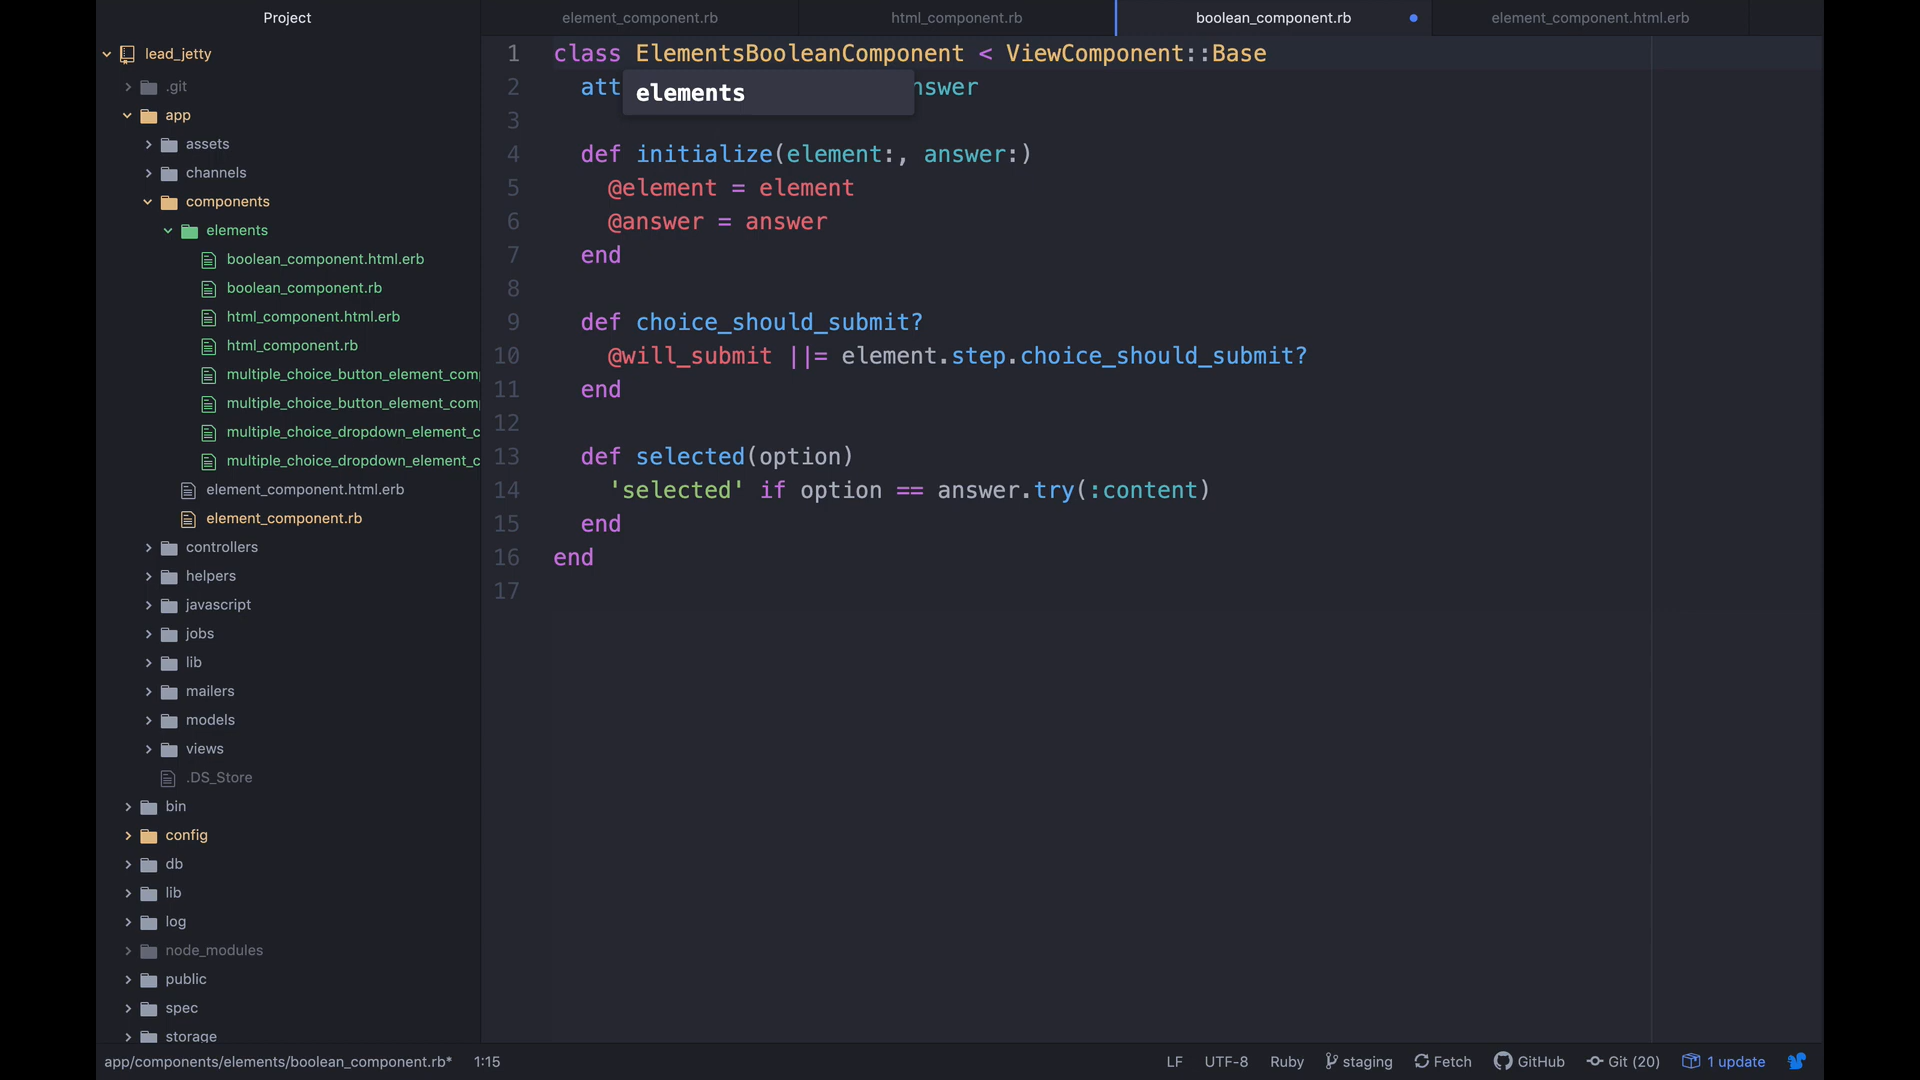 Project
lead_jetty
.git
app
assets
channels
components
elements
boolean_component.html.erb
boolean_component.rb
html_component.html.erb
html_component.rb
multiple_choice_button_element_com
multiple_choice_button_element_com
multiple_choice_dropdown_element_c
multiple_choice_dropdown_element_c
element_component.html.erb
element_component.rb
controllers
helpers
javascript
jobs
lib
mailers
models
views
.DS_Store
bin
config
db
lib
log
node_modules
public
spec
storage
element_component.rb
html_component.rb
boolean_component.rb
element_component.html.erb
1 class ElementsBooleanComponent < ViewComponent::Base
2 att nswer
elements
3
4 def initialize(element:, answer:)
5 @element = element
6 @answer = answer
7 end
8
9 def choice_should_submit?
10 @will_submit ||= element.step.choice_should_submit?
11 end
12
13 def selected(option)
14 'selected' if option == answer.try(:content)
15 end
16 end
17
app/components/elements/boolean_component.rb* 1:15 LF UTF-8 Ruby staging Fetch GitHub Git (20) 1 update